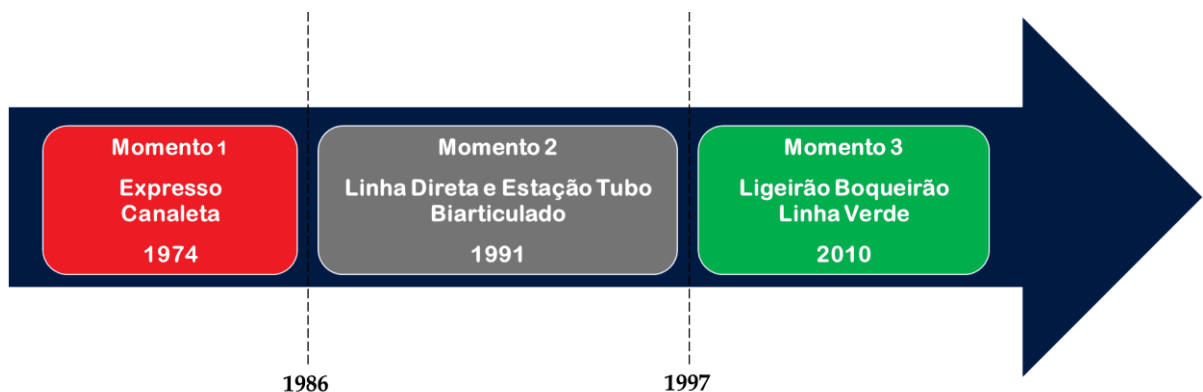 Momento 1
Expresso
Canaleta
1974
Momento 2
Linha Direta e Estação Tubo
Biarticulado
1991
Momento 3
Ligeirão Boqueirão
Linha Verde
2010
1986
1997